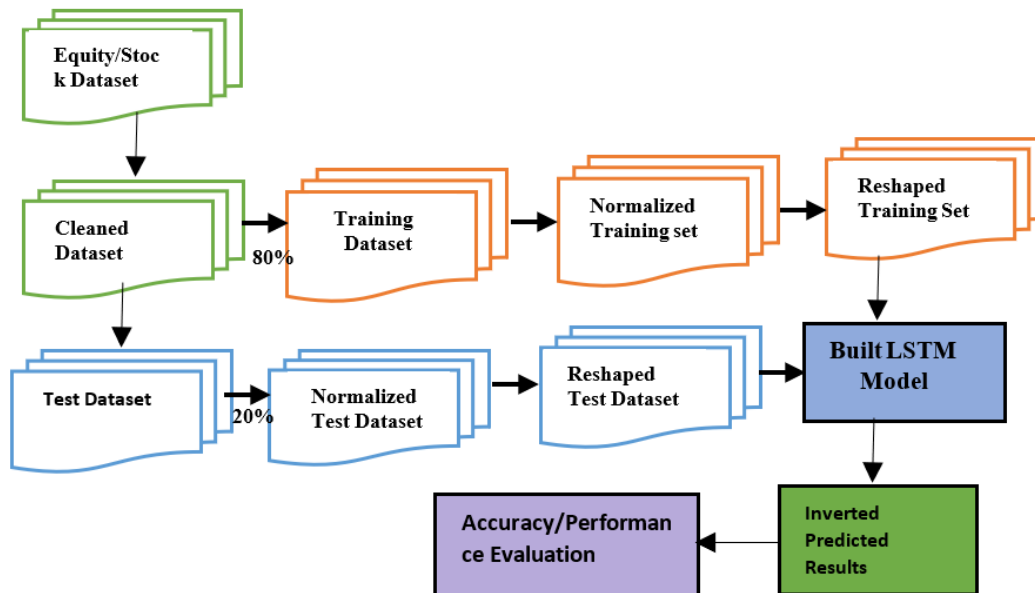 Equity/Stoc
k Dataset
Cleaned
Dataset
80%
Training
Dataset
Normalized
Training set
Reshaped
Training Set
Test Dataset
20%
Normalized
Test Dataset
Reshaped
Test Dataset
Built LSTM
Model
Accuracy/Performan
ce Evaluation
Inverted
Predicted
Results